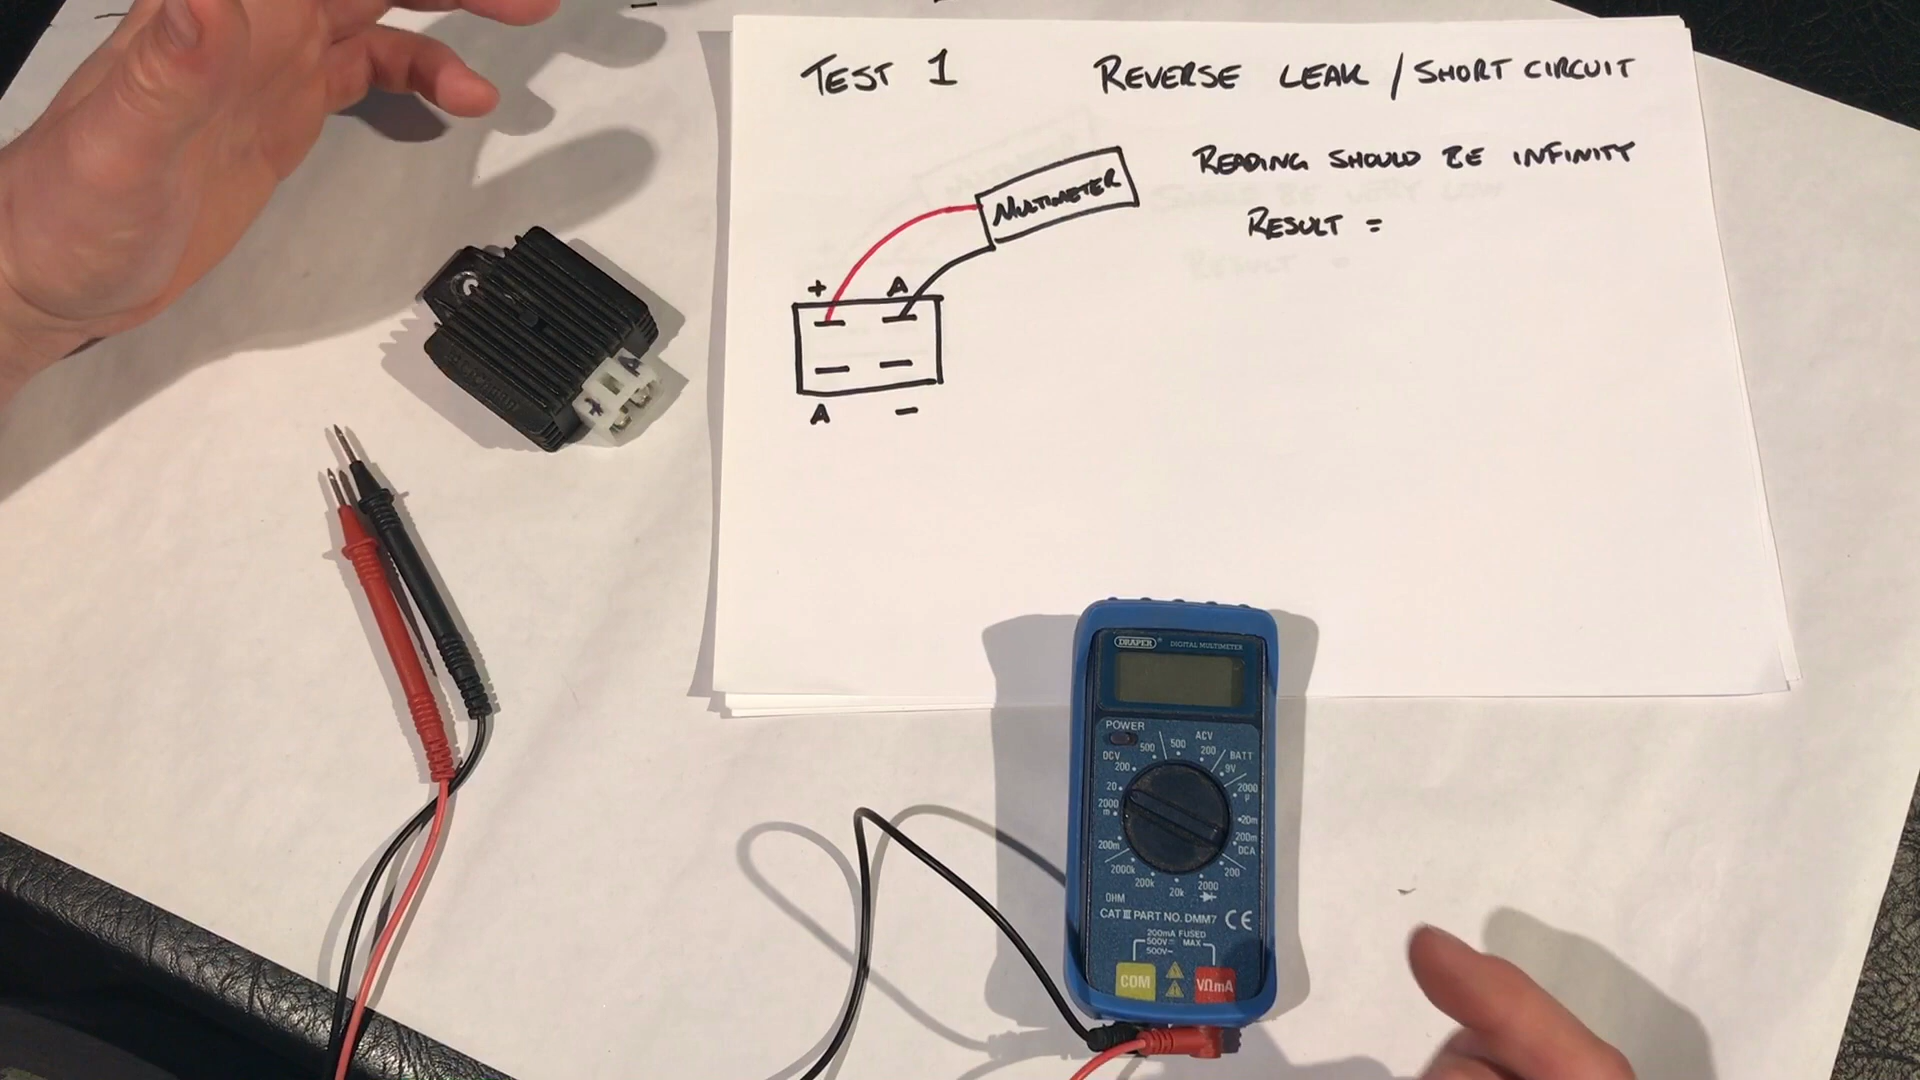 TEST 1 REVERSE LEAK / SHORT CIRCUIT
READING SHOULD BE INFINITY
RESULT =
MULTIMETER
+ A
A -
A
DRAPER DIGITAL MULTIMETER
POWER
ACV
500 500 200 BATT
DCV
200 9V
20 2000
µ
2000
m 20m
200m
DCA
200m 200
2000k 200k 20k 2000
OHM
CAT III PART NO. DMM7 CE
200mA FUSED
500V MAX
500V~
COM VΩmA